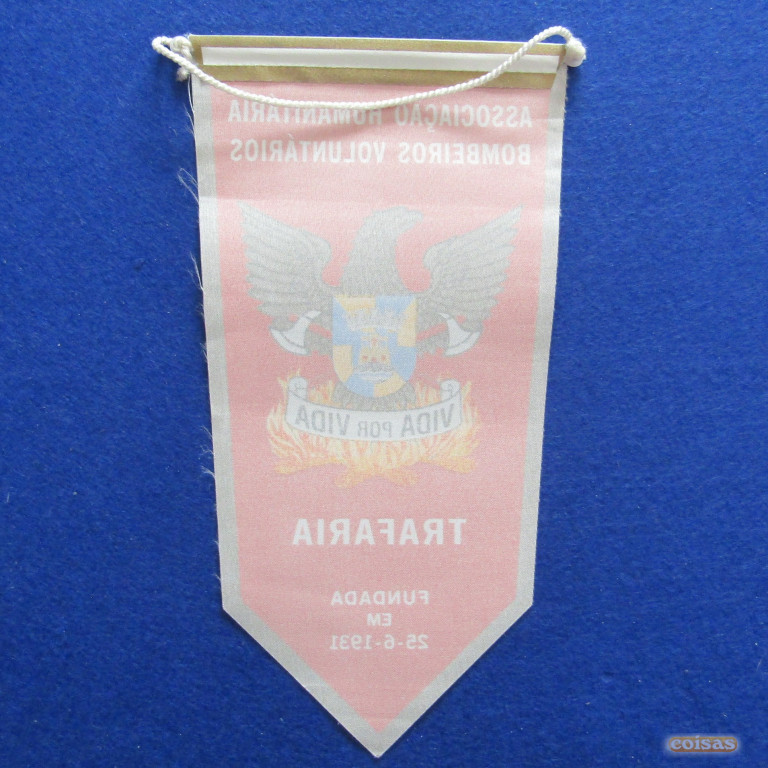 ASSOCIAÇÃO HUMANITÁRIA
BOMBEIROS VOLUNTÁRIOS
VIDA POR VIDA
TRAFARIA
FUNDADA
EM
25-6-1931
coisas